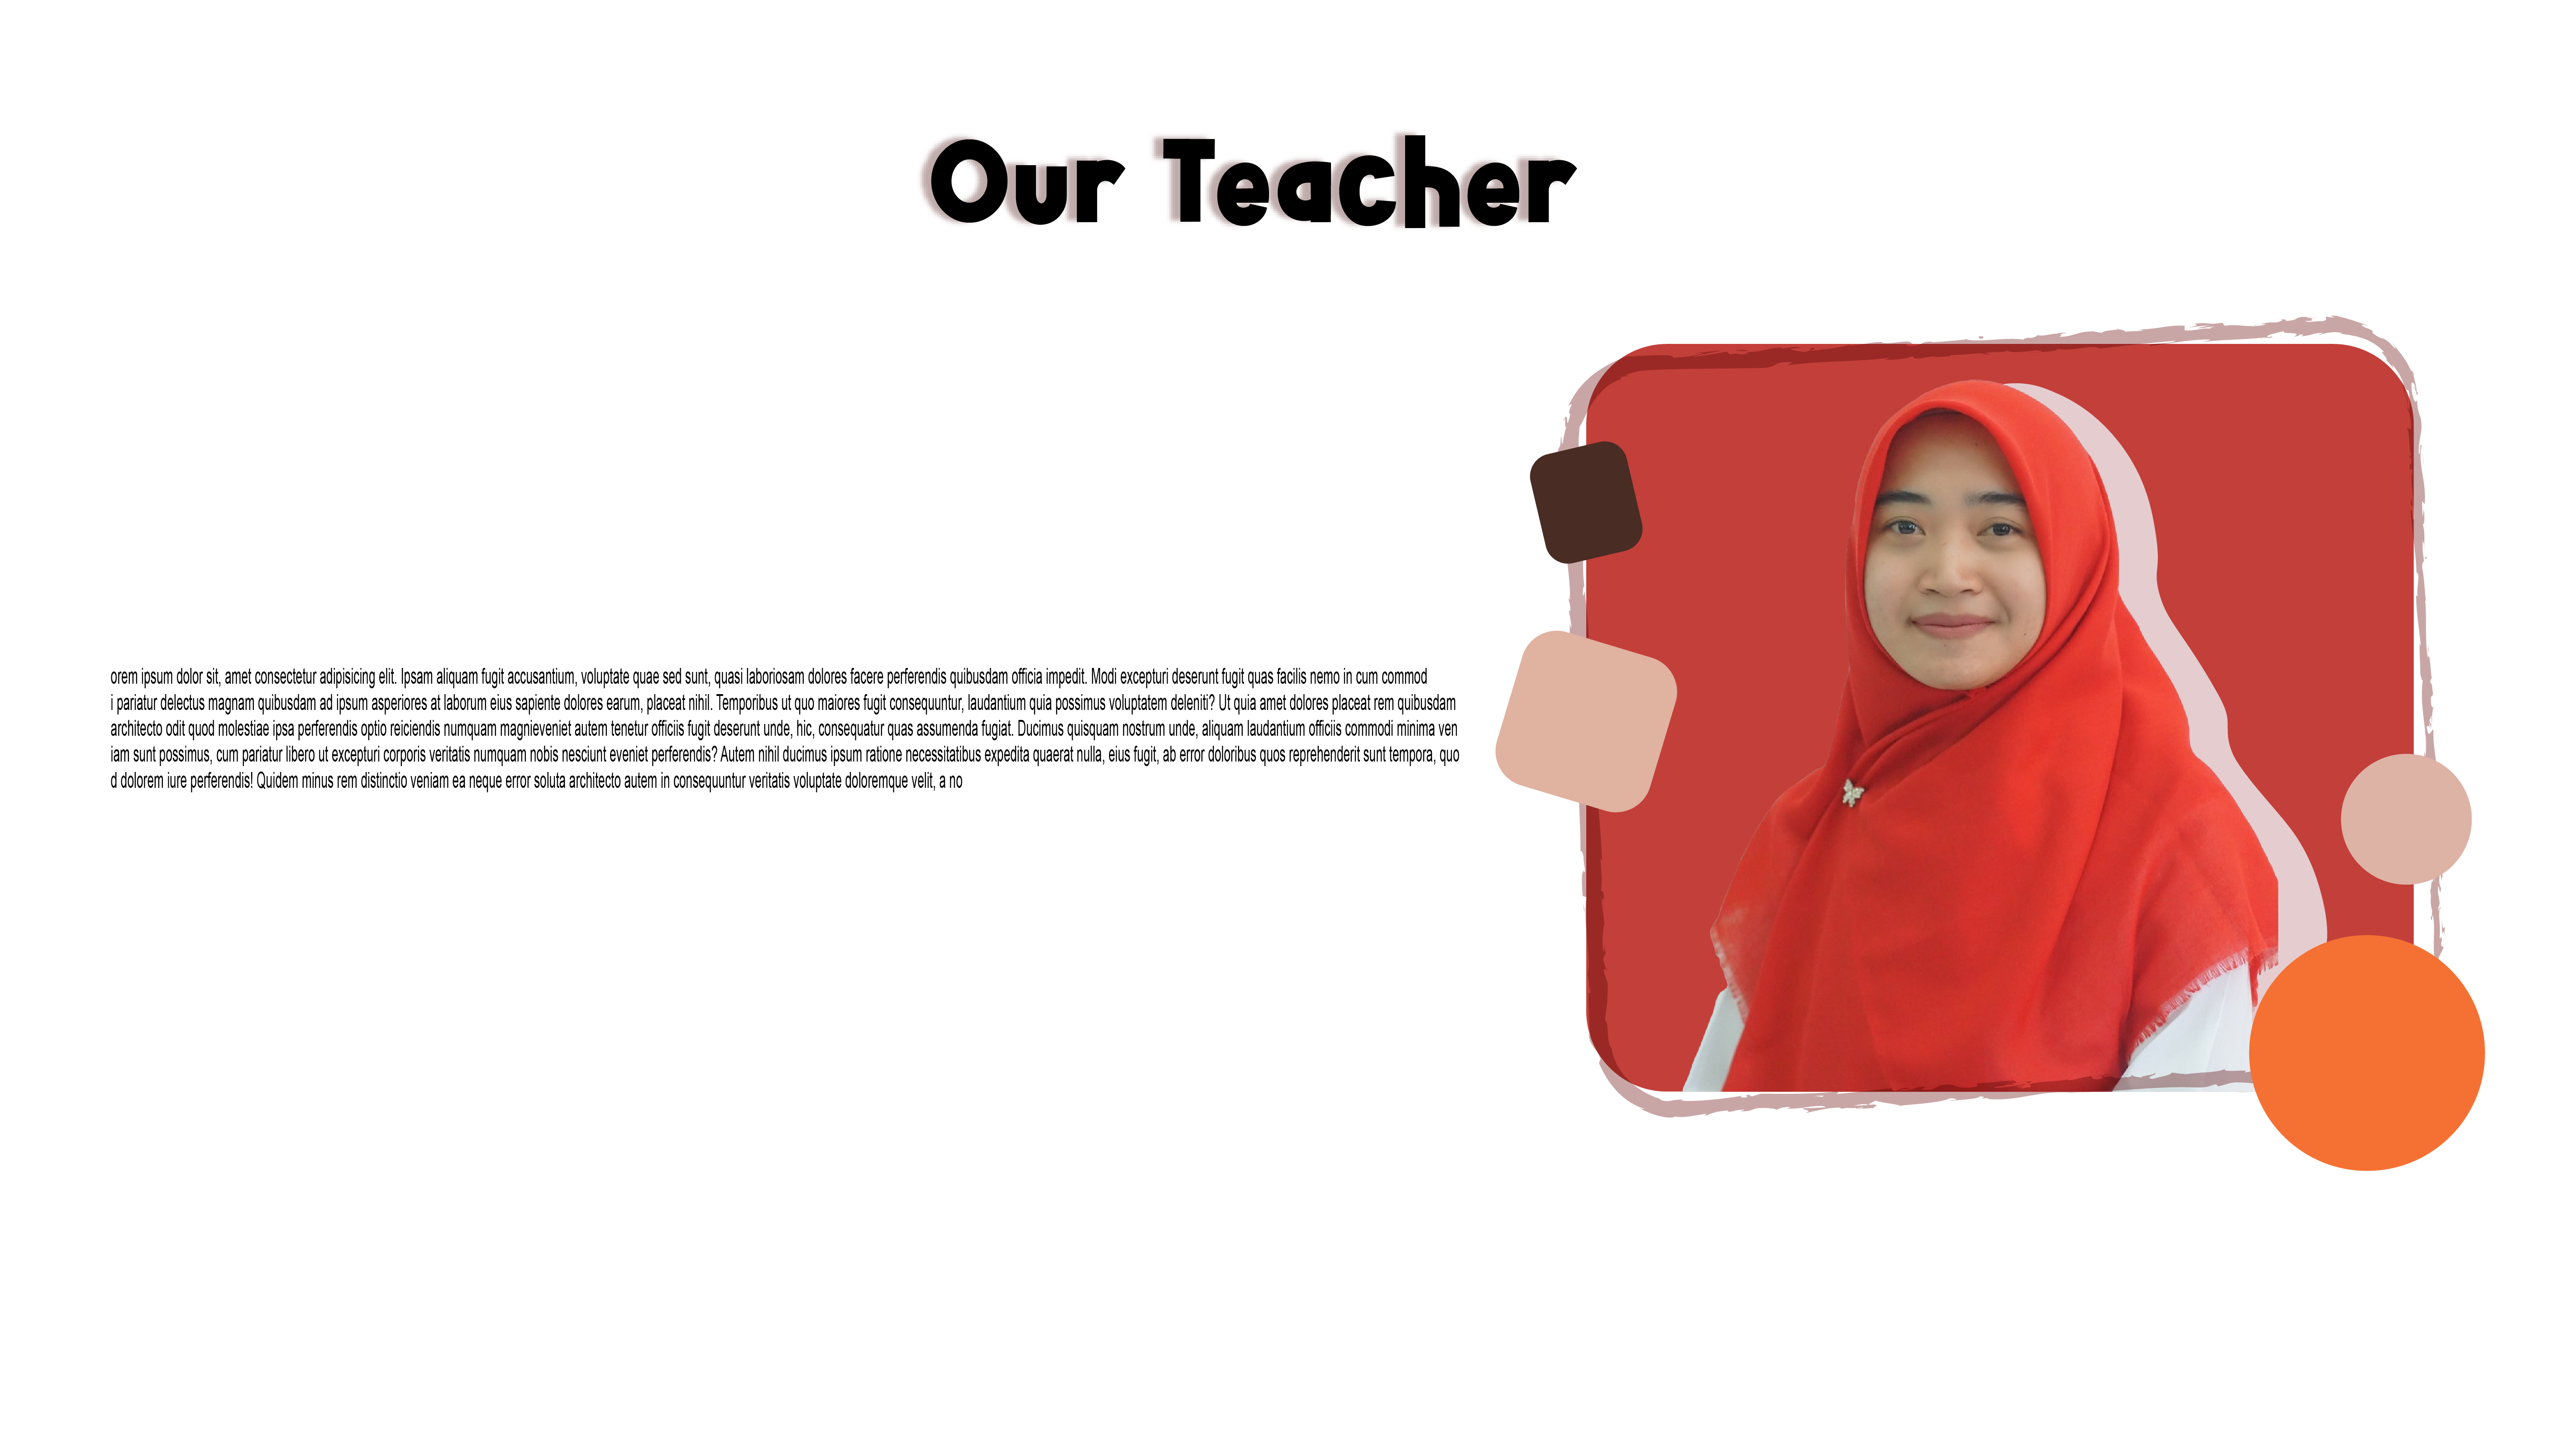 Our Teacher
orem ipsum dolor sit, amet consectetur adipisicing elit. Ipsam aliquam fugit accusantium, voluptate quae sed sunt, quasi laboriosam dolores facere perferendis quibusdam officia impedit. Modi excepturi deserunt fugit quas facilis nemo in cum commod
i pariatur delectus magnam quibusdam ad ipsum asperiores at laborum eius sapiente dolores earum, placeat nihil. Temporibus ut quo maiores fugit consequuntur, laudantium quia possimus voluptatem deleniti? Ut quia amet dolores placeat rem quibusdam
architecto odit quod molestiae ipsa perferendis optio reiciendis numquam magnieveniet autem tenetur officiis fugit deserunt unde, hic, consequatur quas assumenda fugiat. Ducimus quisquam nostrum unde, aliquam laudantium officiis commodi minima ven
iam sunt possimus, cum pariatur libero ut excepturi corporis veritatis numquam nobis nesciunt eveniet perferendis? Autem nihil ducimus ipsum ratione necessitatibus expedita quaerat nulla, eius fugit, ab error doloribus quos reprehenderit sunt tempora, quo
d dolorem iure perferendis! Quidem minus rem distinctio veniam ea neque error soluta architecto autem in consequuntur veritatis voluptate doloremque velit, a no